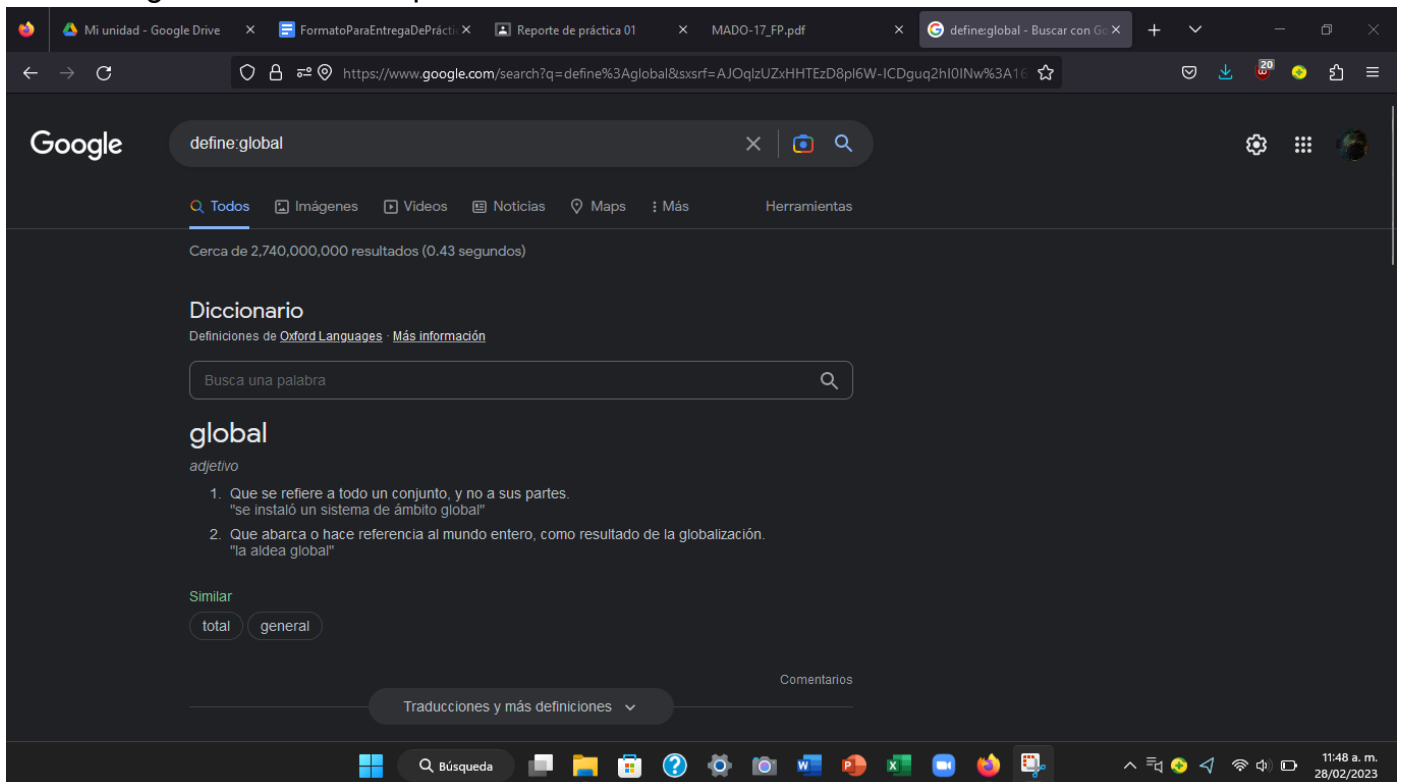 Mi unidad - Google Drive
FormatoParaEntregaDePrácti
Reporte de práctica 01
MADO-17_FP.pdf
define:global - Buscar con Go
https://www.google.com/search?q=define%3Aglobal&sxsrf=AJOqlzUZxHHTEzD8pl6W-ICDguq2hI0INw%3A16
20
Google
define:global
Todos
Imágenes
Videos
Noticias
Maps
Más
Herramientas
Cerca de 2,740,000,000 resultados (0.43 segundos)
Diccionario
Definiciones de Oxford Languages · Más información
Busca una palabra
global
adjetivo
1. Que se refiere a todo un conjunto, y no a sus partes.
"se instaló un sistema de ámbito global"
2. Que abarca o hace referencia al mundo entero, como resultado de la globalización.
"la aldea global"
Similar
total
general
Comentarios
Traducciones y más definiciones
Búsqueda
11:48 a. m.
28/02/2023